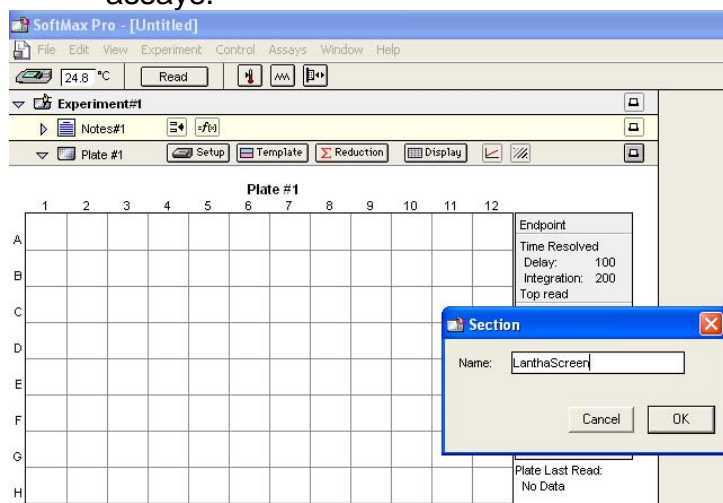 assays.
SoftMax Pro - [Untitled]
File Edit View Experiment Control Assays Window Help
24.8 °C Read
Experiment#1
Notes#1 =f(x)
Plate #1 Setup Template Reduction Display
Plate #1
1 2 3 4 5 6 7 8 9 10 11 12
A
B
C
D
E
F
G
H
Endpoint
Time Resolved
Delay: 100
Integration: 200
Top read
Section
Name: LanthaScreen
Cancel OK
Plate Last Read:
No Data